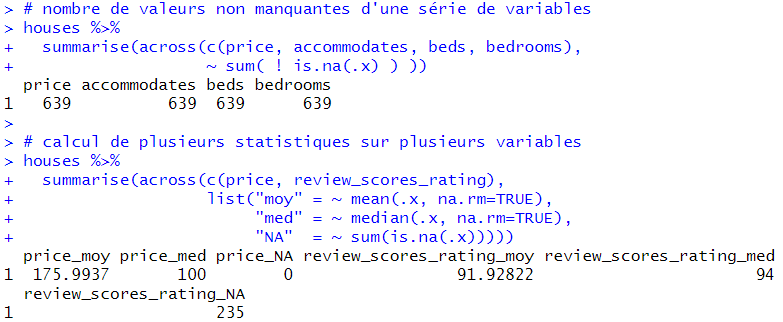 > # nombre de valeurs non manquantes d'une série de variables
> houses %>%
+   summarise(across(c(price, accommodates, beds, bedrooms),
+                    ~ sum( ! is.na(.x) ) ))
  price accommodates beds bedrooms
1   639          639  639      639
>
> # calcul de plusieurs statistiques sur plusieurs variables
> houses %>%
+   summarise(across(c(price, review_scores_rating),
+                    list("moy" = ~ mean(.x, na.rm=TRUE),
+                         "med" = ~ median(.x, na.rm=TRUE),
+                         "NA"  = ~ sum(is.na(.x)))))
  price_moy price_med price_NA review_scores_rating_moy review_scores_rating_med
1  175.9937       100        0                 91.92822                       94
  review_scores_rating_NA
1                     235